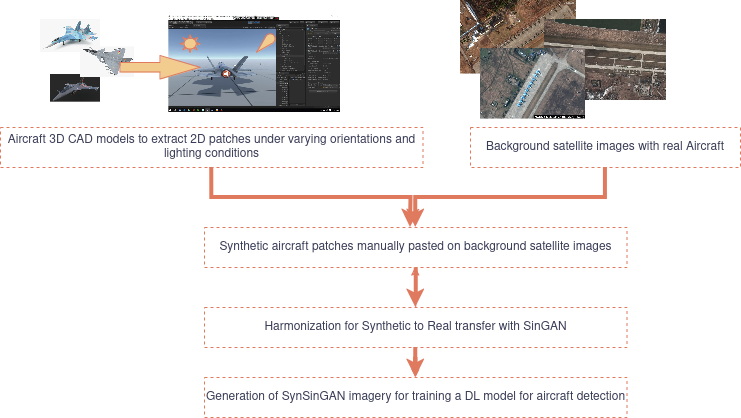 Aircraft 3D CAD models to extract 2D patches under varying orientations and
lighting conditions
Background satellite images with real Aircraft
Synthetic aircraft patches manually pasted on background satellite images
Harmonization for Synthetic to Real transfer with SinGAN
Generation of SynSinGAN imagery for training a DL model for aircraft detection